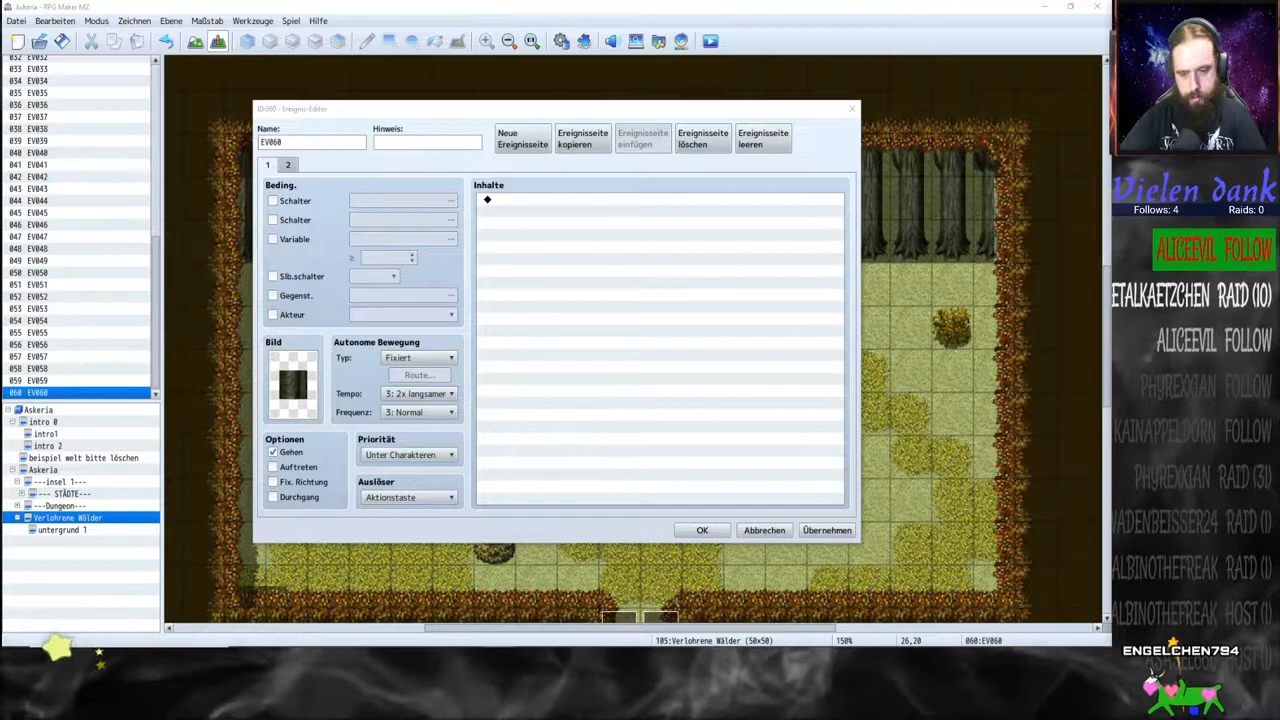 Askeria - RPG Maker MZ
Datei Bearbeiten Modus Zeichnen Ebene Maßstab Werkzeuge Spiel Hilfe
032 EV032
033 EV033
034 EV034
035 EV035
036 EV036
037 EV037
038 EV038
039 EV039
040 EV040
041 EV041
042 EV042
043 EV043
044 EV044
045 EV045
046 EV046
047 EV047
048 EV048
049 EV049
050 EV050
051 EV051
052 EV052
053 EV053
054 EV054
055 EV055
056 EV056
057 EV057
058 EV058
059 EV059
060 EV060
Askeria
intro 0
intro1
intro 2
beispiel welt bitte löschen
Askeria
---insel 1---
--- STÄDTE---
---Dungeon---
Verlohrene Wälder
untergrund 1
ID:060 - Ereignis-Editor
Name: Hinweis:
EV060
Neue Ereignisseite
Ereignisseite kopieren
Ereignisseite einfügen
Ereignisseite löschen
Ereignisseite leeren
1 2
Beding.
Schalter ...
Schalter ...
Variable ...
≥
Slb.schalter
Gegenst. ...
Akteur
Bild
Autonome Bewegung
Typ: Fixiert
Route...
Tempo: 3: 2x langsamer
Frequenz: 3: Normal
Optionen
Gehen
Auftreten
Fix. Richtung
Durchgang
Priorität
Unter Charakteren
Auslöser
Aktionstaste
Inhalte
OK Abbrechen Übernehmen
105:Verlohrene Wälder (50x50) 150% 26,20 060:EV060
Vielen dank
Follows: 4 Raids: 0
ALICEEVIL FOLLOW
ETALKAETZCHEN RAID (10)
ALICEEVIL FOLLOW
PHYREXXIAN FOLLOW
KAINAPPELDORN FOLLOW
PHYREXXIAN RAID (3)
WADENBEISSER24 RAID (1)
ALBINOTHEFREAK RAID (1)
ALBINOTHEFREAK HOST (1)
ENGELCHEN794